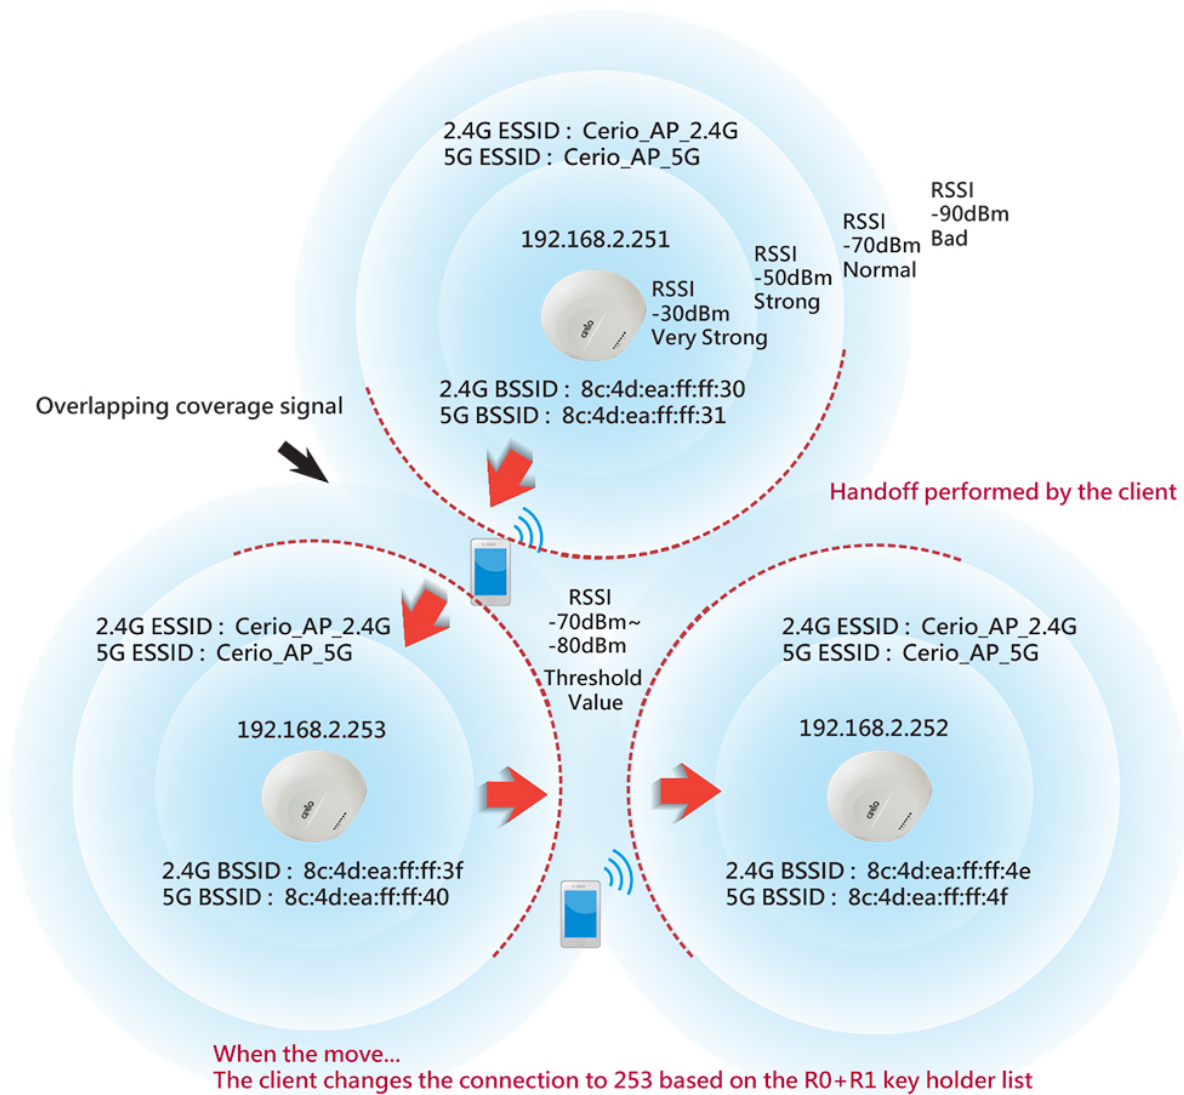 2.4G ESSID : Cerio_AP_2.4G
5G ESSID : Cerio_AP_5G
192.168.2.251
RSSI
-30dBm
Very Strong
RSSI
-50dBm
Strong
RSSI
-70dBm
Normal
RSSI
-90dBm
Bad
cerio
2.4G BSSID : 8c:4d:ea:ff:ff:30
5G BSSID : 8c:4d:ea:ff:ff:31
Overlapping coverage signal
Handoff performed by the client
RSSI
-70dBm~
-80dBm
Threshold
Value
2.4G ESSID : Cerio_AP_2.4G
5G ESSID : Cerio_AP_5G
192.168.2.253
cerio
2.4G BSSID : 8c:4d:ea:ff:ff:3f
5G BSSID : 8c:4d:ea:ff:ff:40
2.4G ESSID : Cerio_AP_2.4G
5G ESSID : Cerio_AP_5G
192.168.2.252
cerio
2.4G BSSID : 8c:4d:ea:ff:ff:4e
5G BSSID : 8c:4d:ea:ff:ff:4f
When the move...
The client changes the connection to 253 based on the R0+R1 key holder list